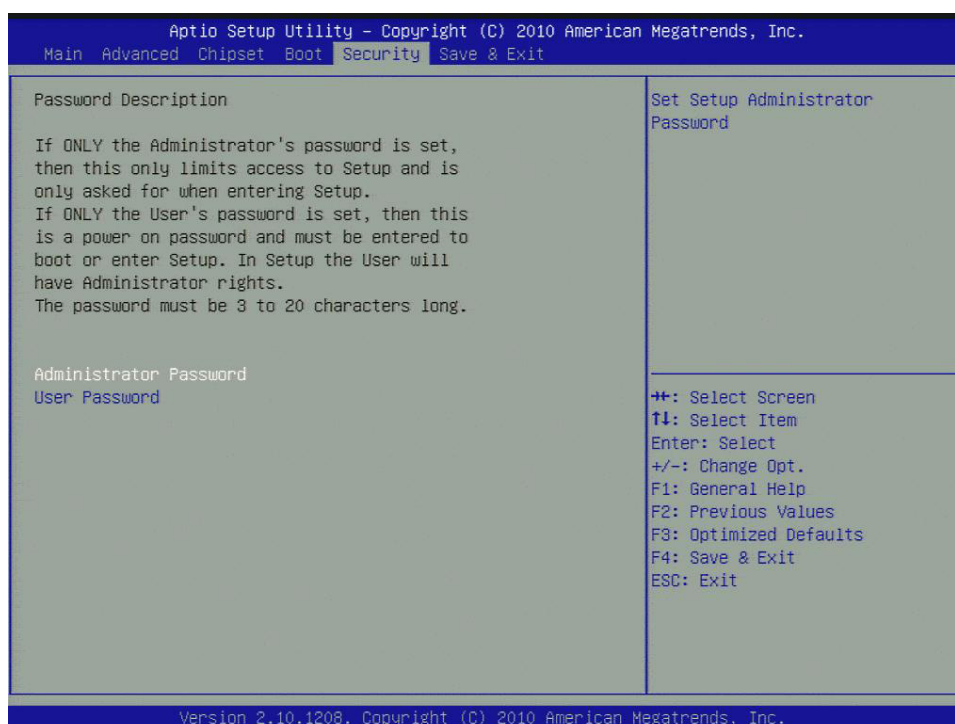 Aptio Setup Utility – Copyright (C) 2010 American Megatrends, Inc.
Main Advanced Chipset Boot Security Save & Exit
Password Description
If ONLY the Administrator's password is set,
then this only limits access to Setup and is
only asked for when entering Setup.
If ONLY the User's password is set, then this
is a power on password and must be entered to
boot or enter Setup. In Setup the User will
have Administrator rights.
The password must be 3 to 20 characters long.
Administrator Password
User Password
Set Setup Administrator
Password
→←: Select Screen
↑↓: Select Item
Enter: Select
+/-: Change Opt.
F1: General Help
F2: Previous Values
F3: Optimized Defaults
F4: Save & Exit
ESC: Exit
Version 2.10.1208. Copyright (C) 2010 American Megatrends, Inc.